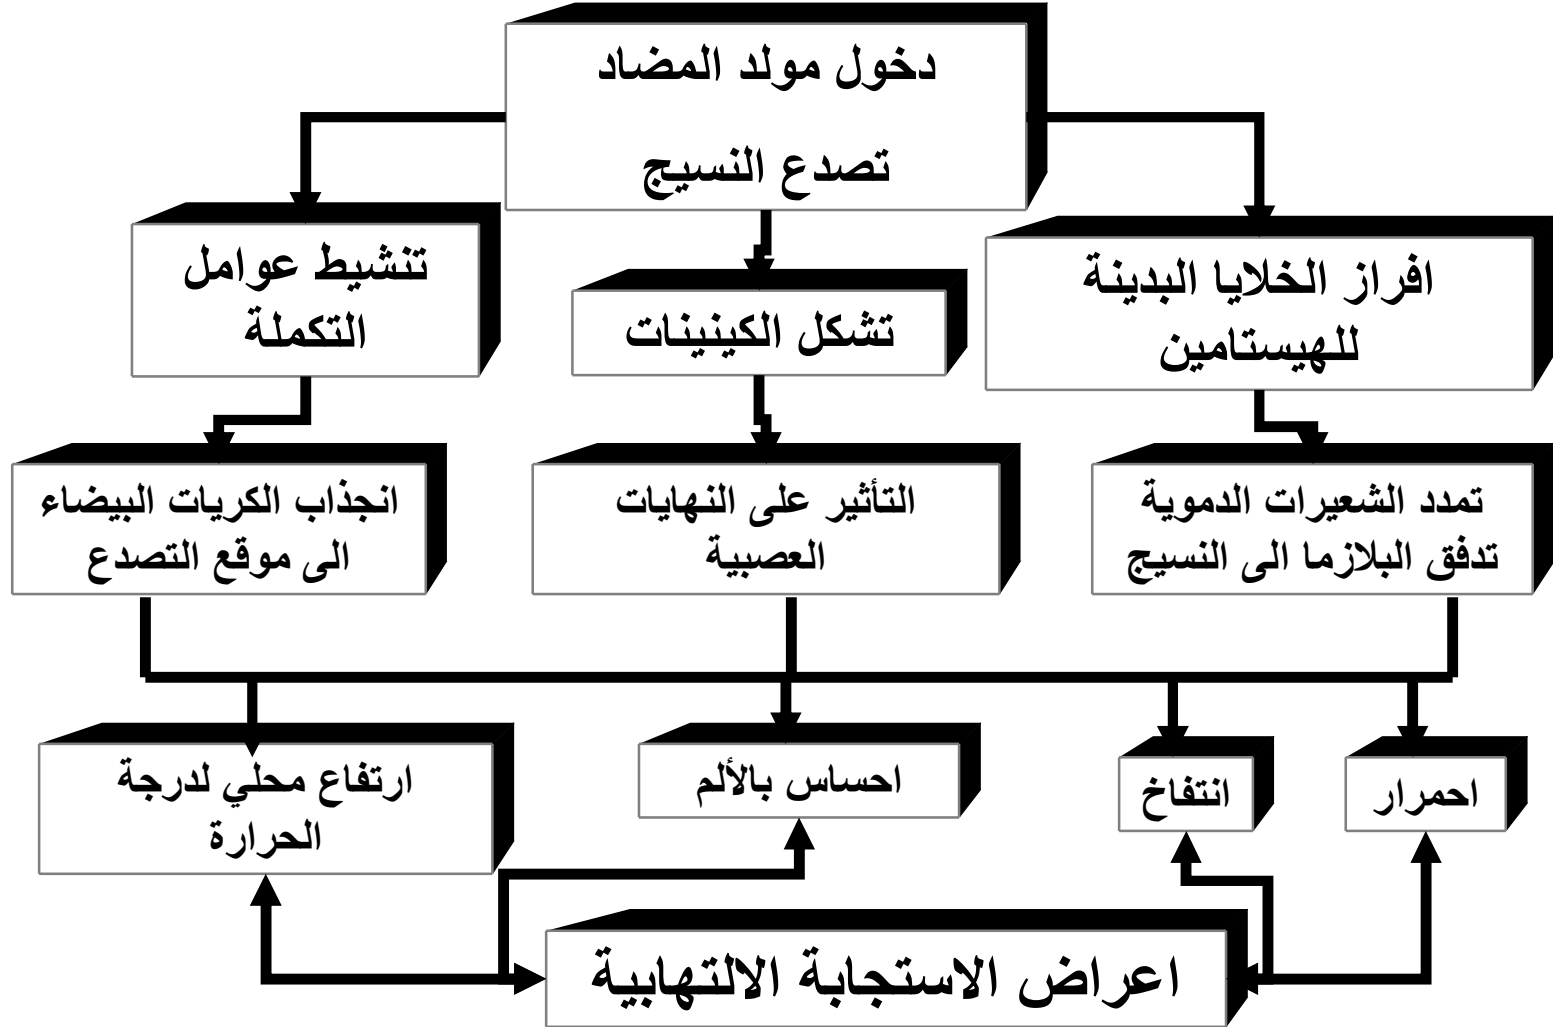 دخول مولد المضاد
تصدع النسيج
افراز الخلايا البدينة
للهيستامين
تشكل الكينينات
تنشيط عوامل
التكملة
تمدد الشعيرات الدموية
تدفق البلازما الى النسيج
التأثير على النهايات
العصبية
انجذاب الكريات البيضاء
الى موقع التصدع
احمرار
انتفاخ
احساس بالألم
ارتفاع محلي لدرجة
الحرارة
اعراض الاستجابة الالتهابية